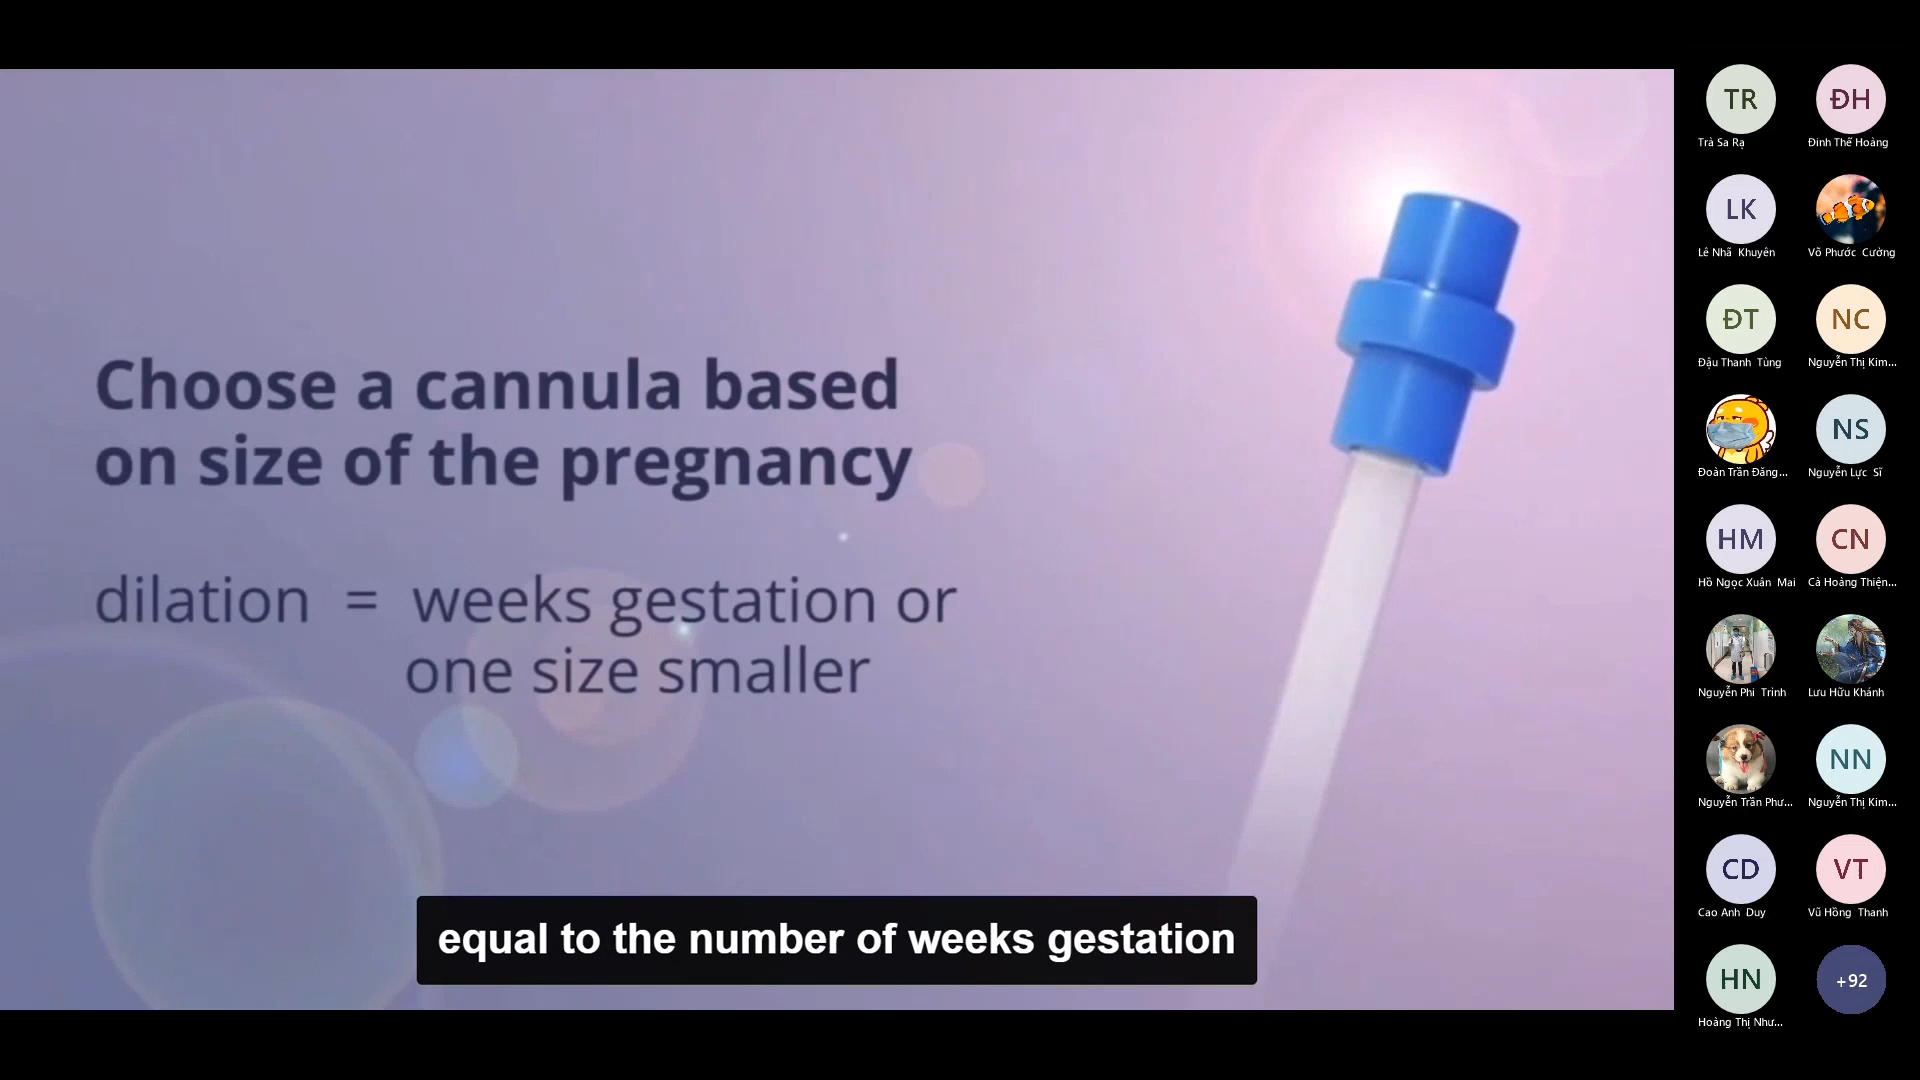 Choose a cannula based
on size of the pregnancy
dilation = weeks gestation or
one size smaller
equal to the number of weeks gestation
TR
Trà Sa Rạ
ĐH
Đinh Thế Hoàng
LK
Lê Nhã Khuyên
Võ Phước Cường
ĐT
Đậu Thanh Tùng
NC
Nguyễn Thị Kim...
Đoàn Trần Đăng...
NS
Nguyễn Lực Sĩ
HM
Hồ Ngọc Xuân Mai
CN
Cà Hoàng Thiện...
Nguyễn Phi Trinh
Lưu Hữu Khánh
Nguyễn Trần Phư...
NN
Nguyễn Thị Kim...
CD
Cao Anh Duy
VT
Vũ Hồng Thanh
HN
Hoàng Thị Như...
+92